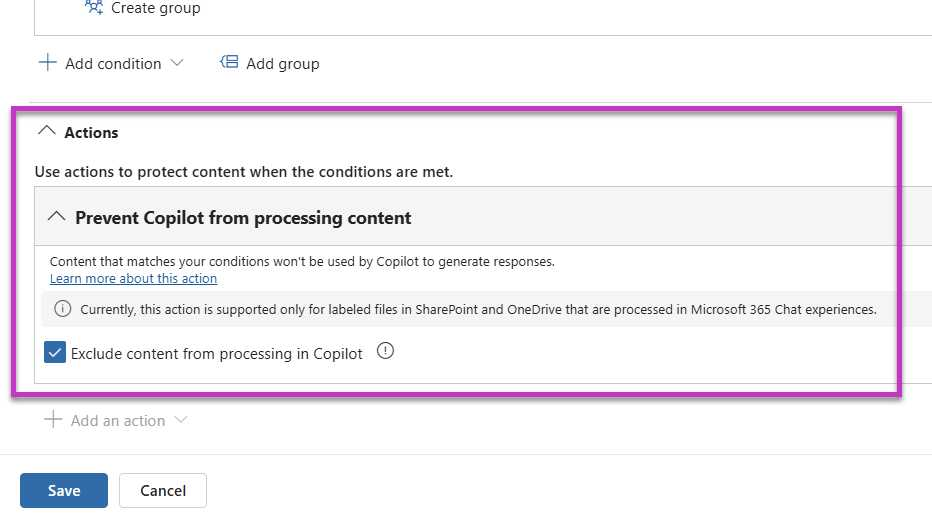 Create group
Add condition
Add group
Actions
Use actions to protect content when the conditions are met.
Prevent Copilot from processing content
Content that matches your conditions won't be used by Copilot to generate responses.
Learn more about this action
Currently, this action is supported only for labeled files in SharePoint and OneDrive that are processed in Microsoft 365 Chat experiences.
Exclude content from processing in Copilot
Add an action
Save
Cancel